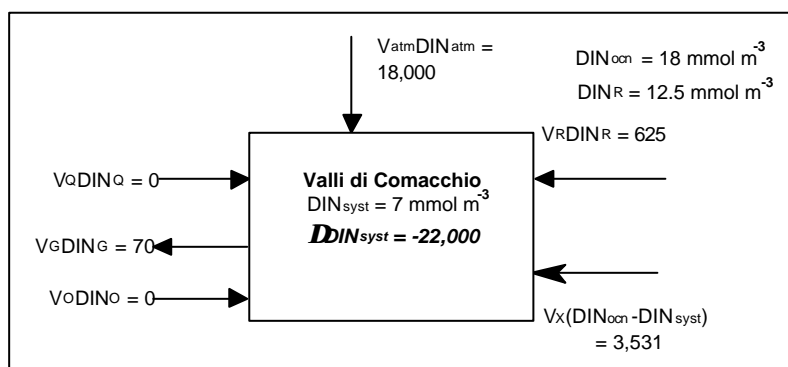 VatmDINatm =
18,000
DINocn = 18 mmol m-3
DINR = 12.5 mmol m-3
VRDINR = 625
VQDINQ = 0
Valli di Comacchio
DINsyst = 7 mmol m-3
DDINsyst = -22,000
VGDING = 70
VODINO = 0
VX(DINocn-DINsyst)
= 3,531